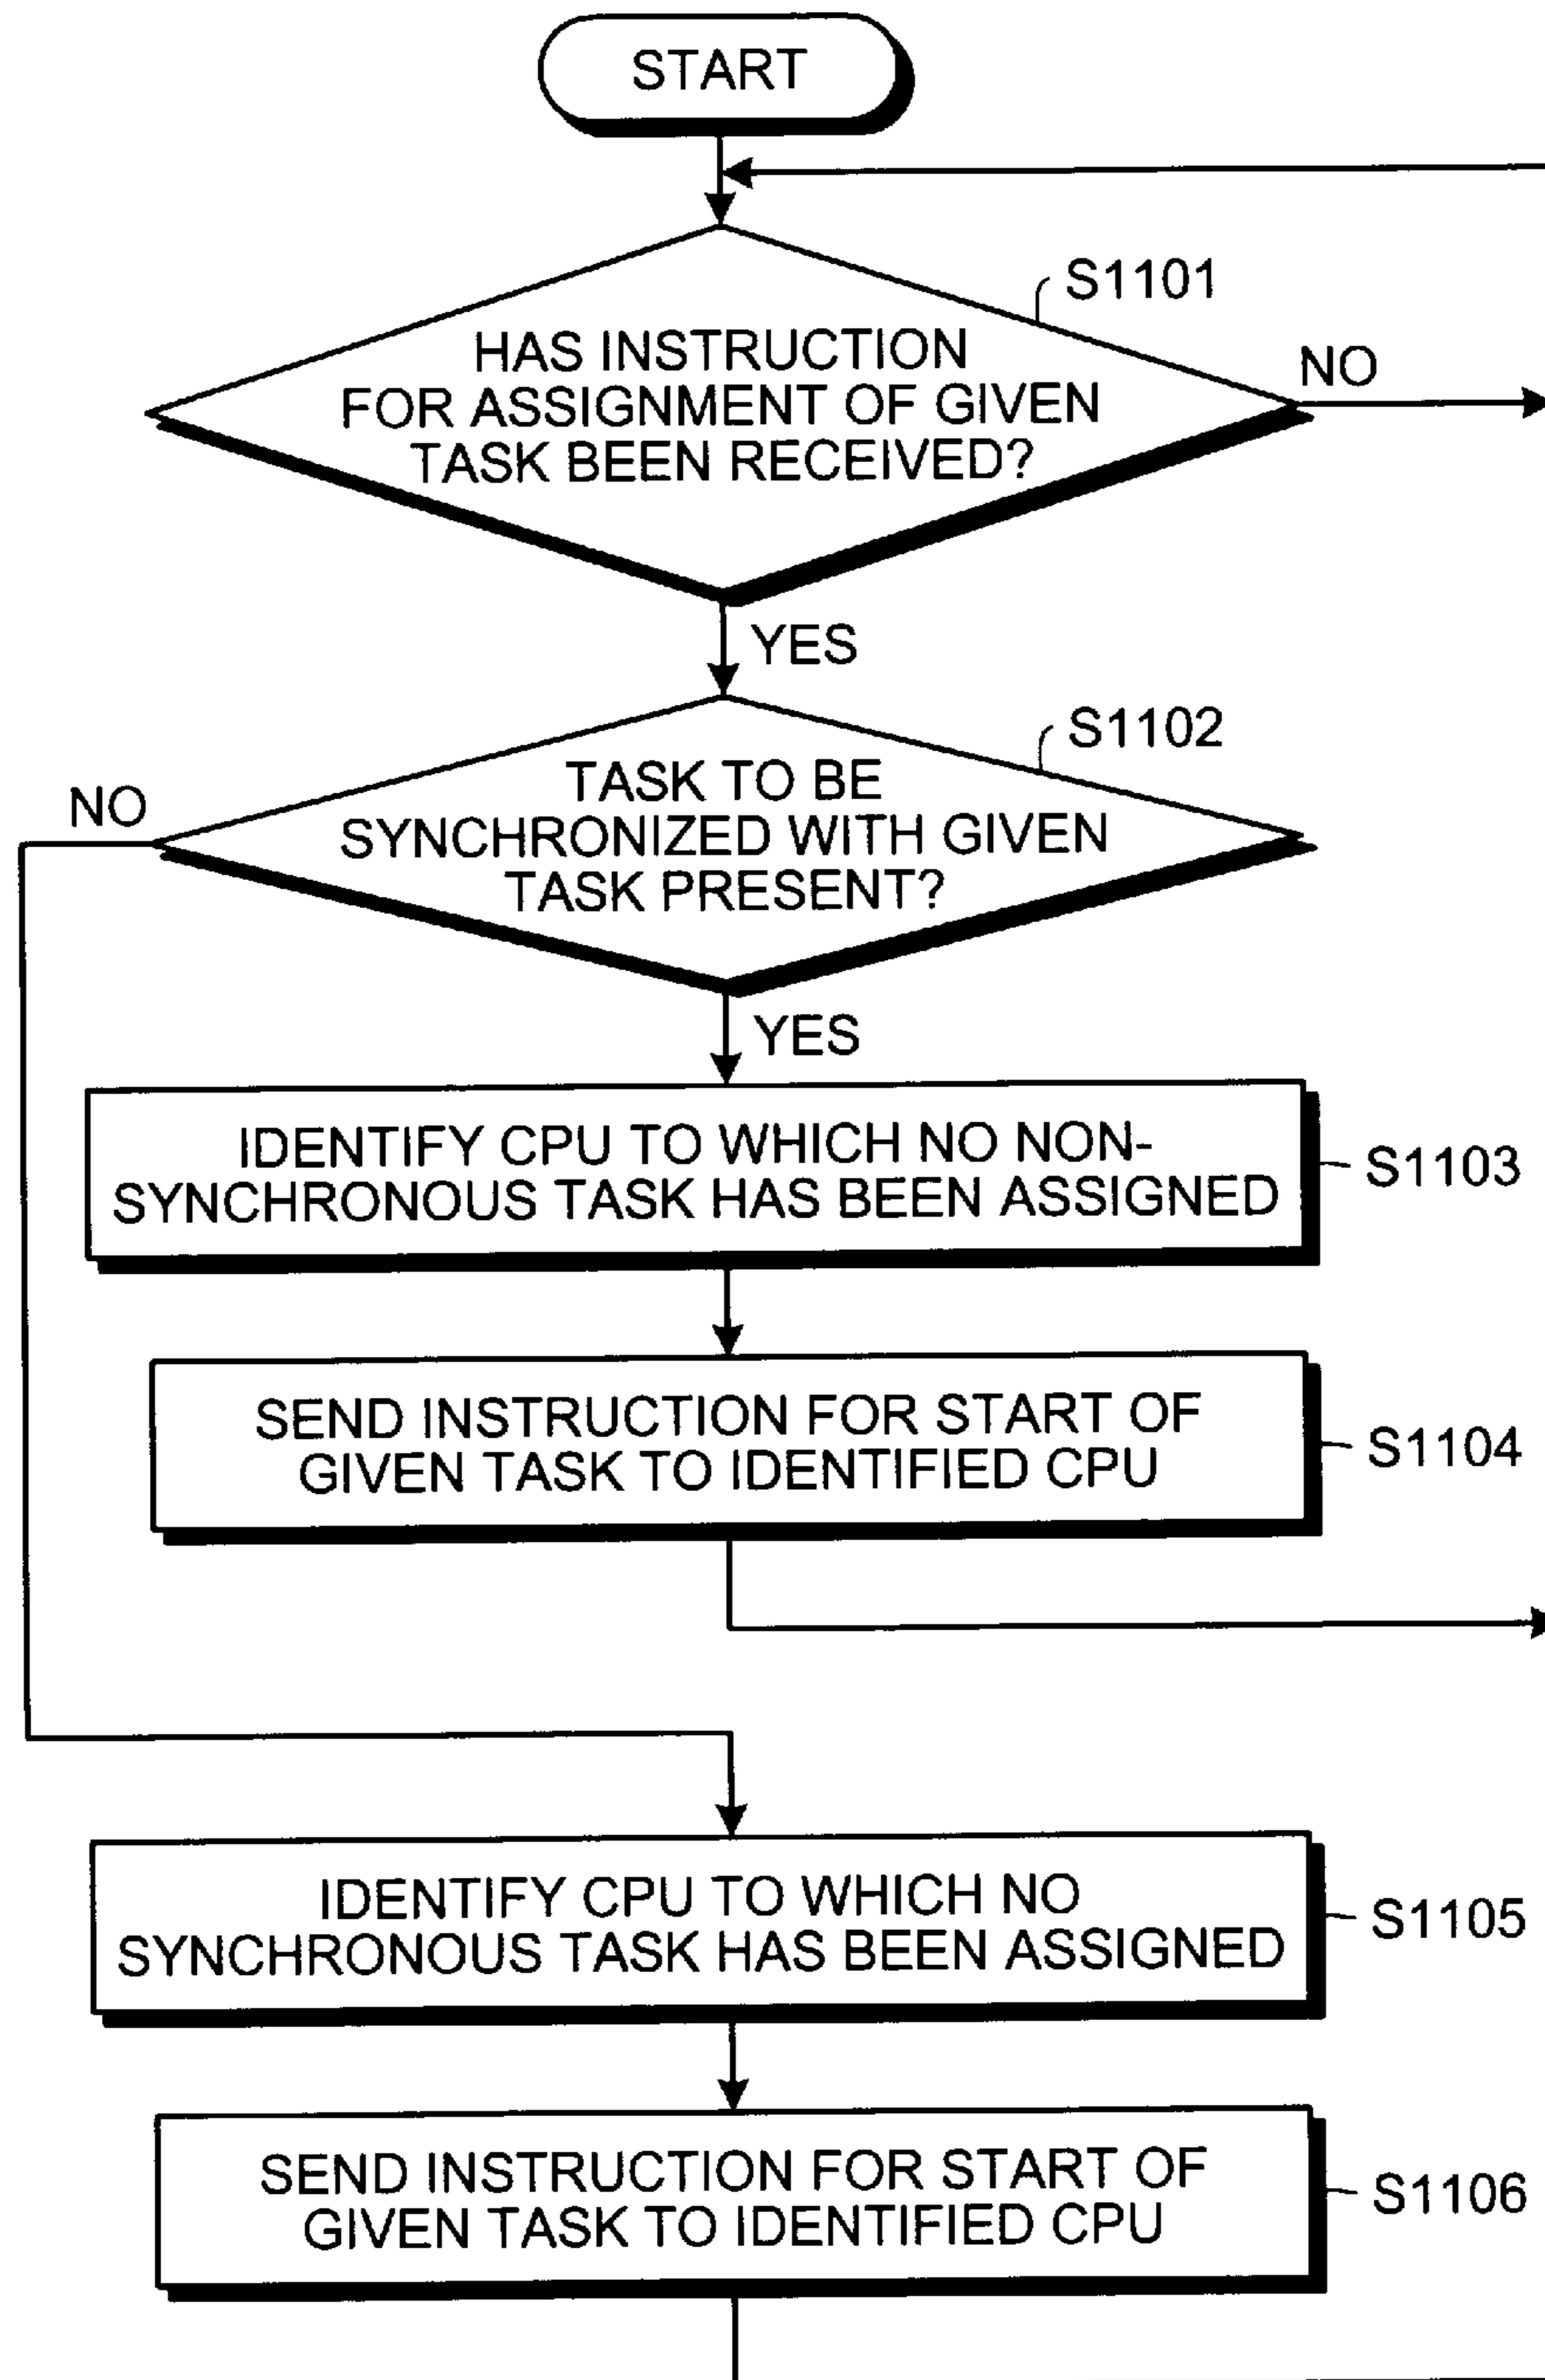 START
S1101
HAS INSTRUCTION
FOR ASSIGNMENT OF GIVEN
TASK BEEN RECEIVED?
NO
YES
S1102
NO
TASK TO BE
SYNCHRONIZED WITH GIVEN
TASK PRESENT?
YES
IDENTIFY CPU TO WHICH NO NON-
SYNCHRONOUS TASK HAS BEEN ASSIGNED
S1103
SEND INSTRUCTION FOR START OF
GIVEN TASK TO IDENTIFIED CPU
S1104
IDENTIFY CPU TO WHICH NO
SYNCHRONOUS TASK HAS BEEN ASSIGNED
S1105
SEND INSTRUCTION FOR START OF
GIVEN TASK TO IDENTIFIED CPU
S1106